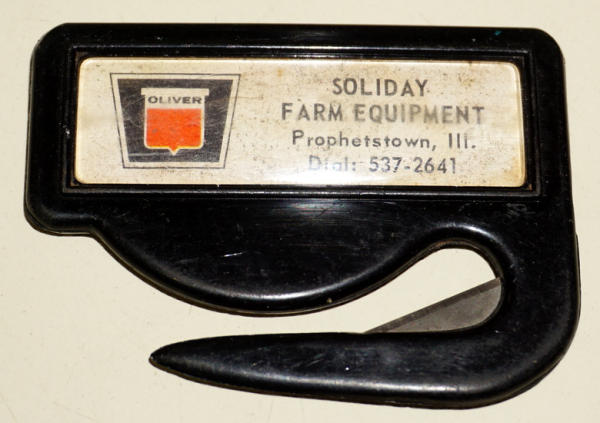 OLIVER
SOLIDAY
FARM EQUIPMENT
Prophetstown, Ill.
Dial: 537-2641